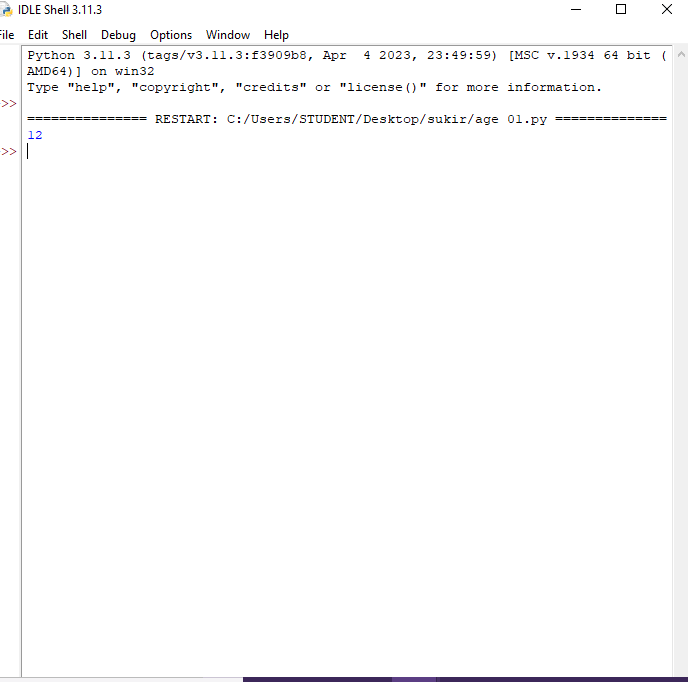 IDLE Shell 3.11.3
File Edit Shell Debug Options Window Help
Python 3.11.3 (tags/v3.11.3:f3909b8, Apr  4 2023, 23:49:59) [MSC v.1934 64 bit (
AMD64)] on win32
Type "help", "copyright", "credits" or "license()" for more information.
>>
=============== RESTART: C:/Users/STUDENT/Desktop/sukir/age 01.py ==============
12
>>